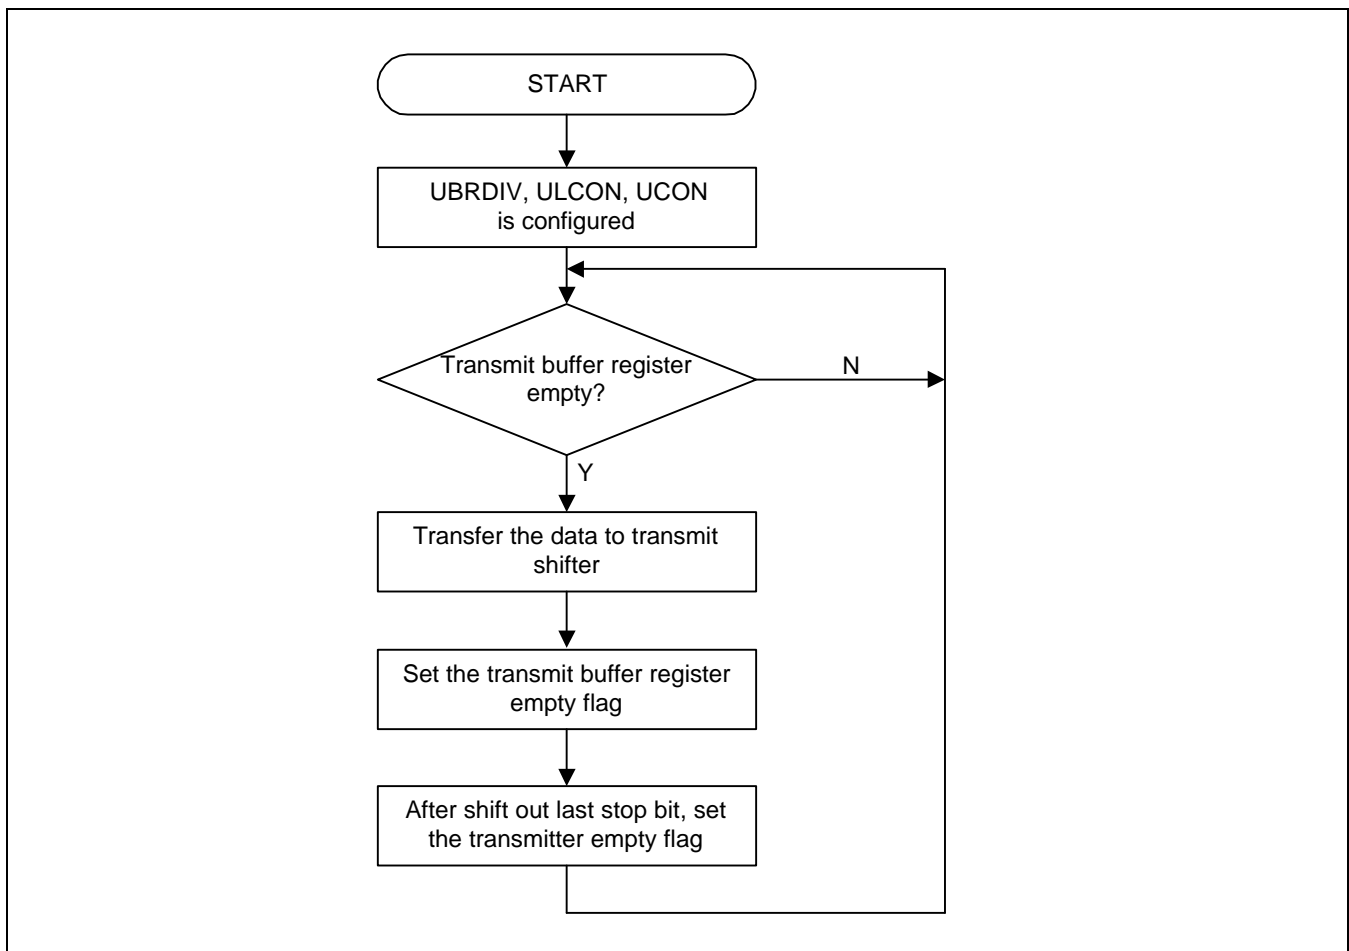 START
UBRDIV, ULCON, UCON
is configured
Transmit buffer register
empty?
N
Y
Transfer the data to transmit
shifter
Set the transmit buffer register
empty flag
After shift out last stop bit, set
the transmitter empty flag